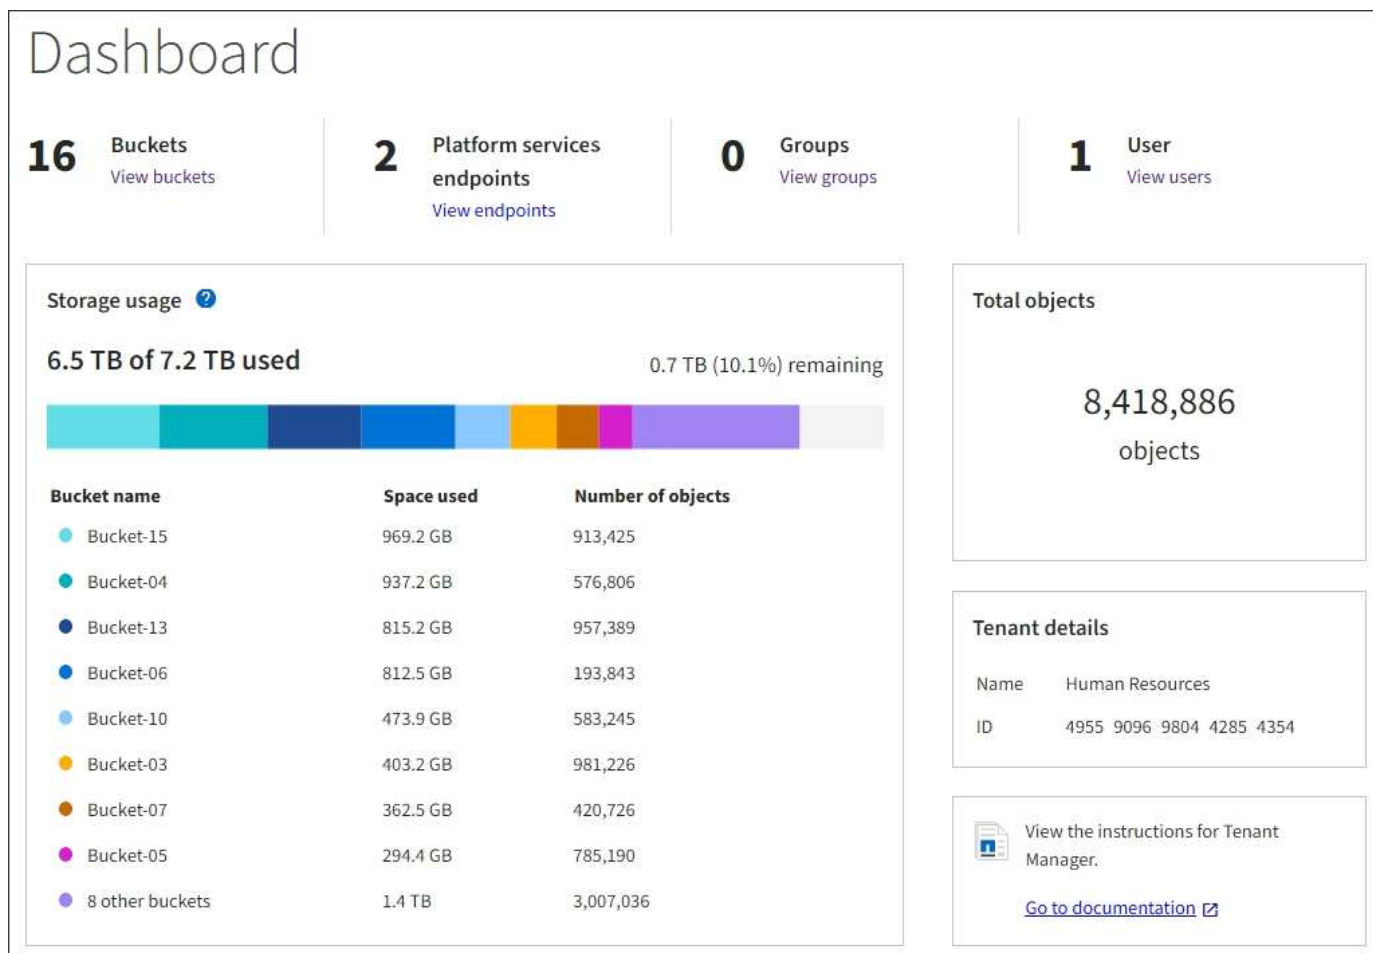 Dashboard
16 Buckets
View buckets
2 Platform services
endpoints
View endpoints
0 Groups
View groups
1 User
View users
Storage usage ?
6.5 TB of 7.2 TB used
0.7 TB (10.1%) remaining
Bucket name Space used Number of objects
Bucket-15 969.2 GB 913,425
Bucket-04 937.2 GB 576,806
Bucket-13 815.2 GB 957,389
Bucket-06 812.5 GB 193,843
Bucket-10 473.9 GB 583,245
Bucket-03 403.2 GB 981,226
Bucket-07 362.5 GB 420,726
Bucket-05 294.4 GB 785,190
8 other buckets 1.4 TB 3,007,036
Total objects
8,418,886
objects
Tenant details
Name Human Resources
ID 4955 9096 9804 4285 4354
View the instructions for Tenant
Manager.
Go to documentation